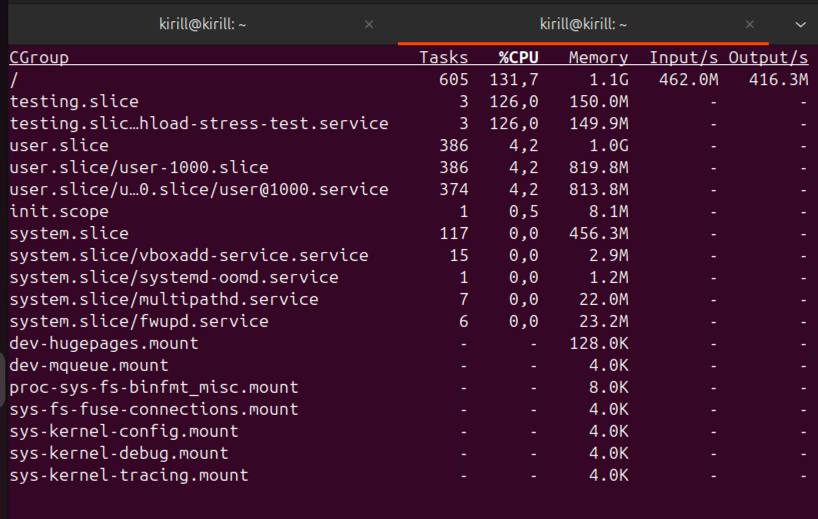 kirill@kirill: ~ × kirill@kirill: ~ ×
CGroup Tasks %CPU Memory Input/s Output/s
/ 605 131,7 1.1G 462.0M 416.3M
testing.slice 3 126,0 150.0M - -
testing.slic…hload-stress-test.service 3 126,0 149.9M - -
user.slice 386 4,2 1.0G - -
user.slice/user-1000.slice 386 4,2 819.8M - -
user.slice/u…0.slice/user@1000.service 374 4,2 813.8M - -
init.scope 1 0,5 8.1M - -
system.slice 117 0,0 456.3M - -
system.slice/vboxadd-service.service 15 0,0 2.9M - -
system.slice/systemd-oomd.service 1 0,0 1.2M - -
system.slice/multipathd.service 7 0,0 22.0M - -
system.slice/fwupd.service 6 0,0 23.2M - -
dev-hugepages.mount - - 128.0K - -
dev-mqueue.mount - - 4.0K - -
proc-sys-fs-binfmt_misc.mount - - 8.0K - -
sys-fs-fuse-connections.mount - - 4.0K - -
sys-kernel-config.mount - - 4.0K - -
sys-kernel-debug.mount - - 4.0K - -
sys-kernel-tracing.mount - - 4.0K - -